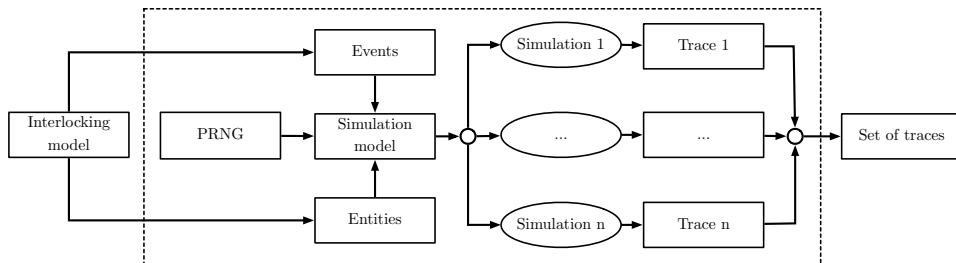 Events
Simulation 1
Trace 1
Interlocking
model
PRNG
Simulation
model
...
...
Set of traces
Entities
Simulation n
Trace n